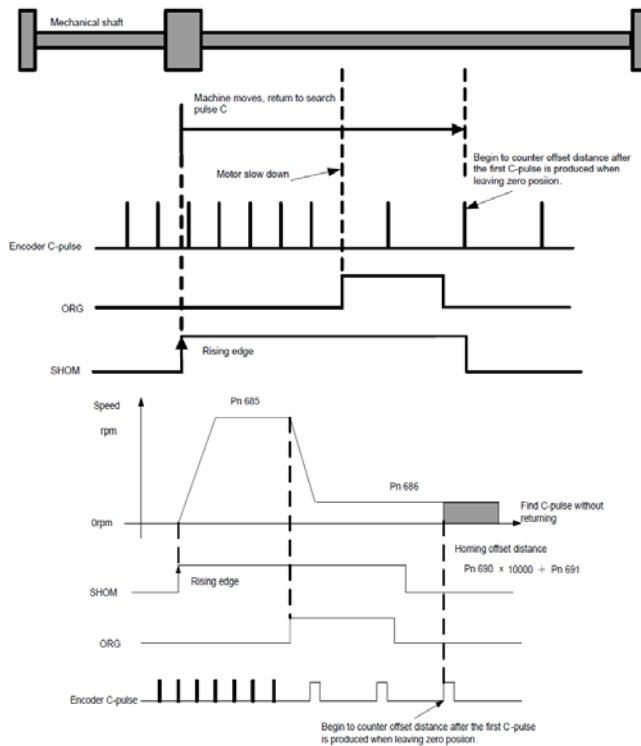 Mechanical shaft
Machine moves, return to search
pulse C
Motor slow down
Begin to counter offset distance after
the first C-pulse is produced when
leaving zero posiion.
Encoder C-pulse
ORG
Rising edge
SHOM
Speed
rpm
Pn 685
Pn 686
0rpm
Find C-pulse without
returning
Homing offset distance
Pn 690 × 10000 + Pn 691
Rising edge
SHOM
ORG
Encoder C-pulse
Begin to counter offset distance after the first C-pulse
is produced when leaving zero posiion.